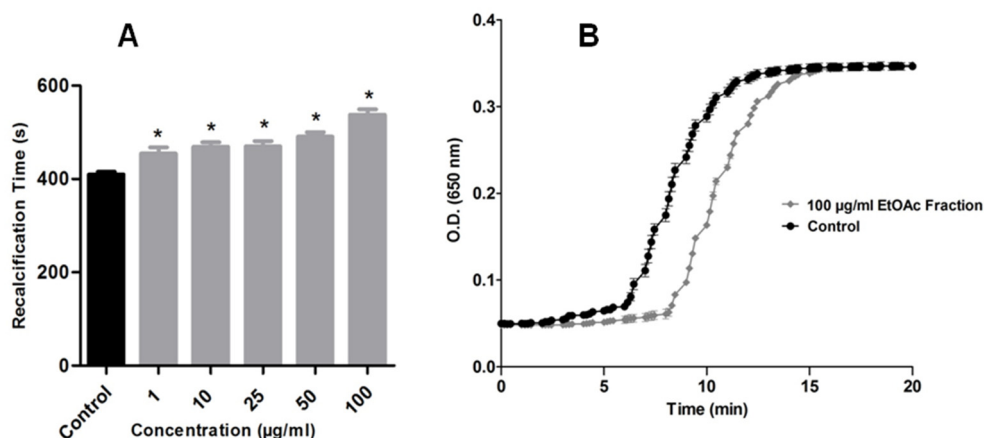 A
600
400
200
0
Recalcification Time (s)
* * * * *
Control 1 10 25 50 100
Concentration (µg/ml)
B
0.4
0.3
0.2
0.1
0.0
O.D. (650 nm)
0 5 10 15 20
Time (min)
100 µg/ml EtOAc Fraction
Control